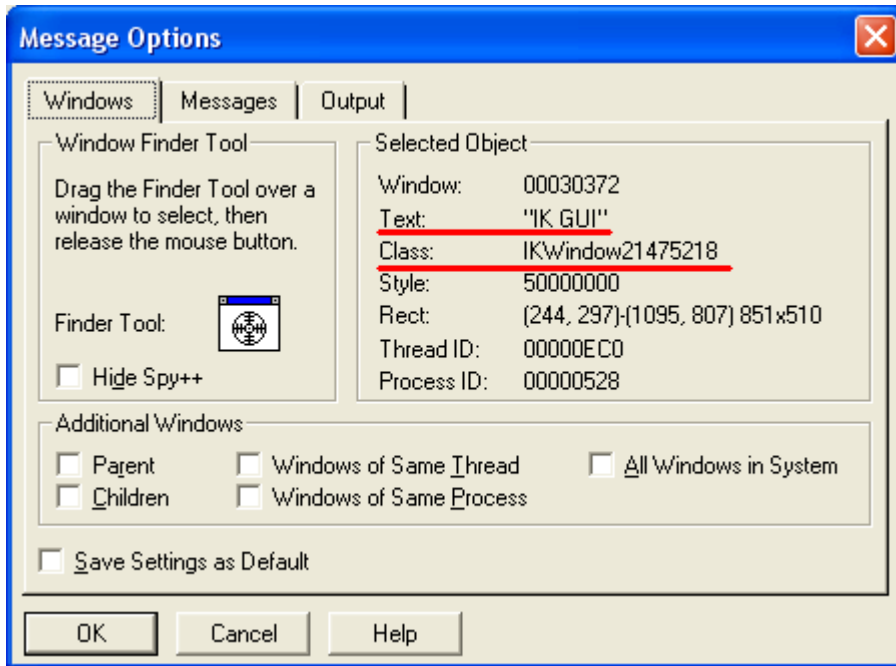 Message Options
Windows Messages Output
Window Finder Tool
Drag the Finder Tool over a
window to select, then
release the mouse button.
Finder Tool:
Hide Spy++
Selected Object
Window: 00030372
Text: "IK GUI"
Class: IKWindow21475218
Style: 50000000
Rect: (244, 297)-(1095, 807) 851x510
Thread ID: 00000EC0
Process ID: 00000528
Additional Windows
Parent Windows of Same Thread All Windows in System
Children Windows of Same Process
Save Settings as Default
OK Cancel Help